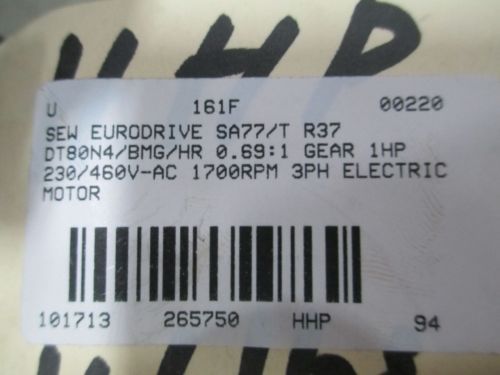 HHP
U 161F 00220
SEW EURODRIVE SA77/T R37
DT80N4/BMG/HR 0.69:1 GEAR 1HP
230/460V-AC 1700RPM 3PH ELECTRIC
MOTOR
101713 265750 HHP 94